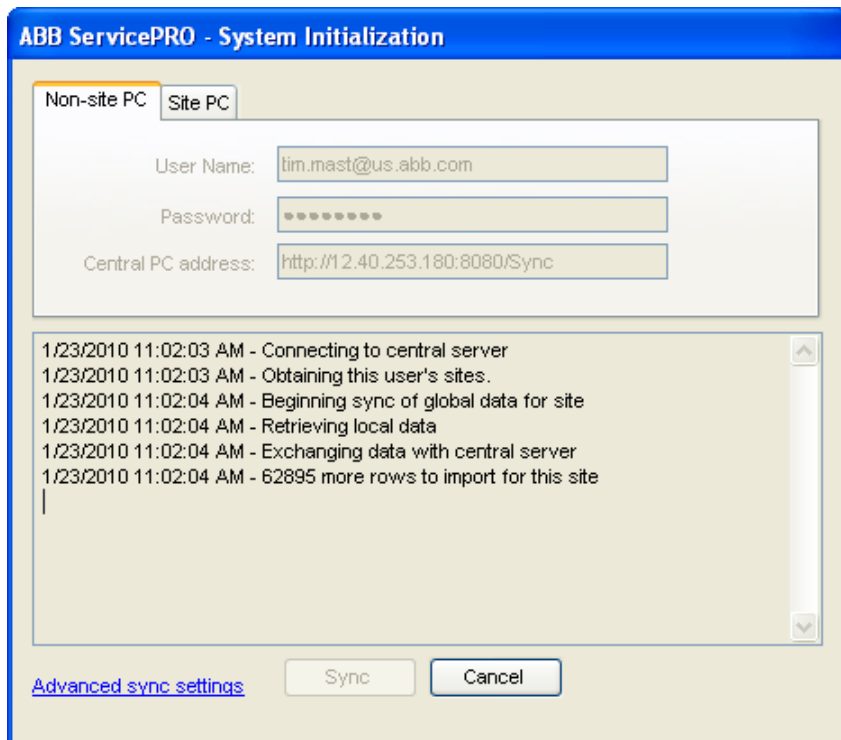 ABB ServicePRO - System Initialization
Non-site PC
Site PC
User Name:
tim.mast@us.abb.com
Password:
●●●●●●●●
Central PC address:
http://12.40.253.180:8080/Sync
1/23/2010 11:02:03 AM - Connecting to central server
1/23/2010 11:02:03 AM - Obtaining this user's sites.
1/23/2010 11:02:04 AM - Beginning sync of global data for site
1/23/2010 11:02:04 AM - Retrieving local data
1/23/2010 11:02:04 AM - Exchanging data with central server
1/23/2010 11:02:04 AM - 62895 more rows to import for this site
Advanced sync settings
Sync
Cancel